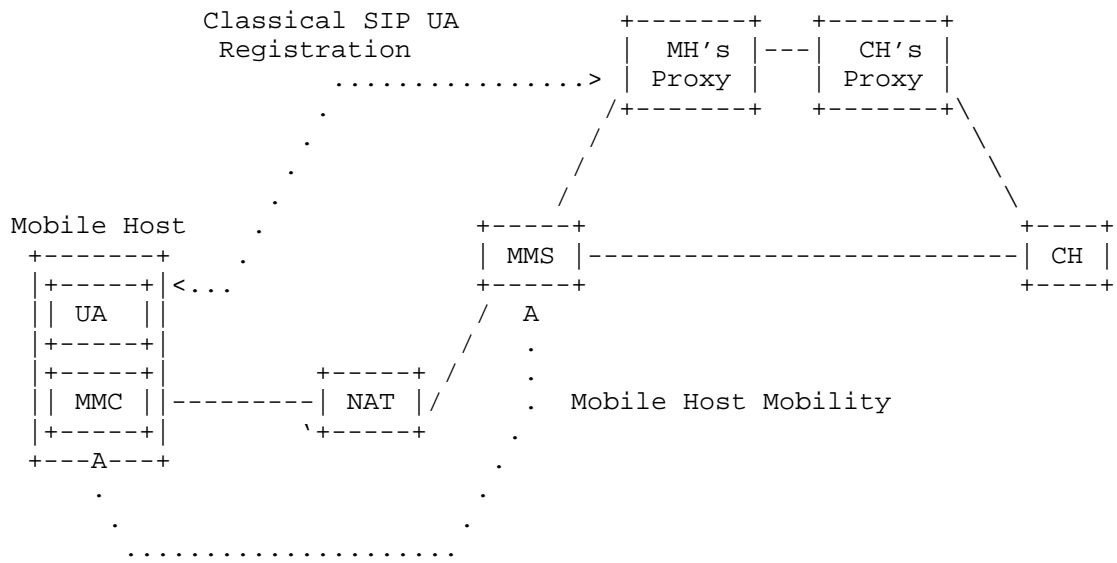 Classical SIP UA
Registration
MH's
Proxy
CH's
Proxy
Mobile Host
MMS
CH
UA
A
MMC
NAT
Mobile Host Mobility
A